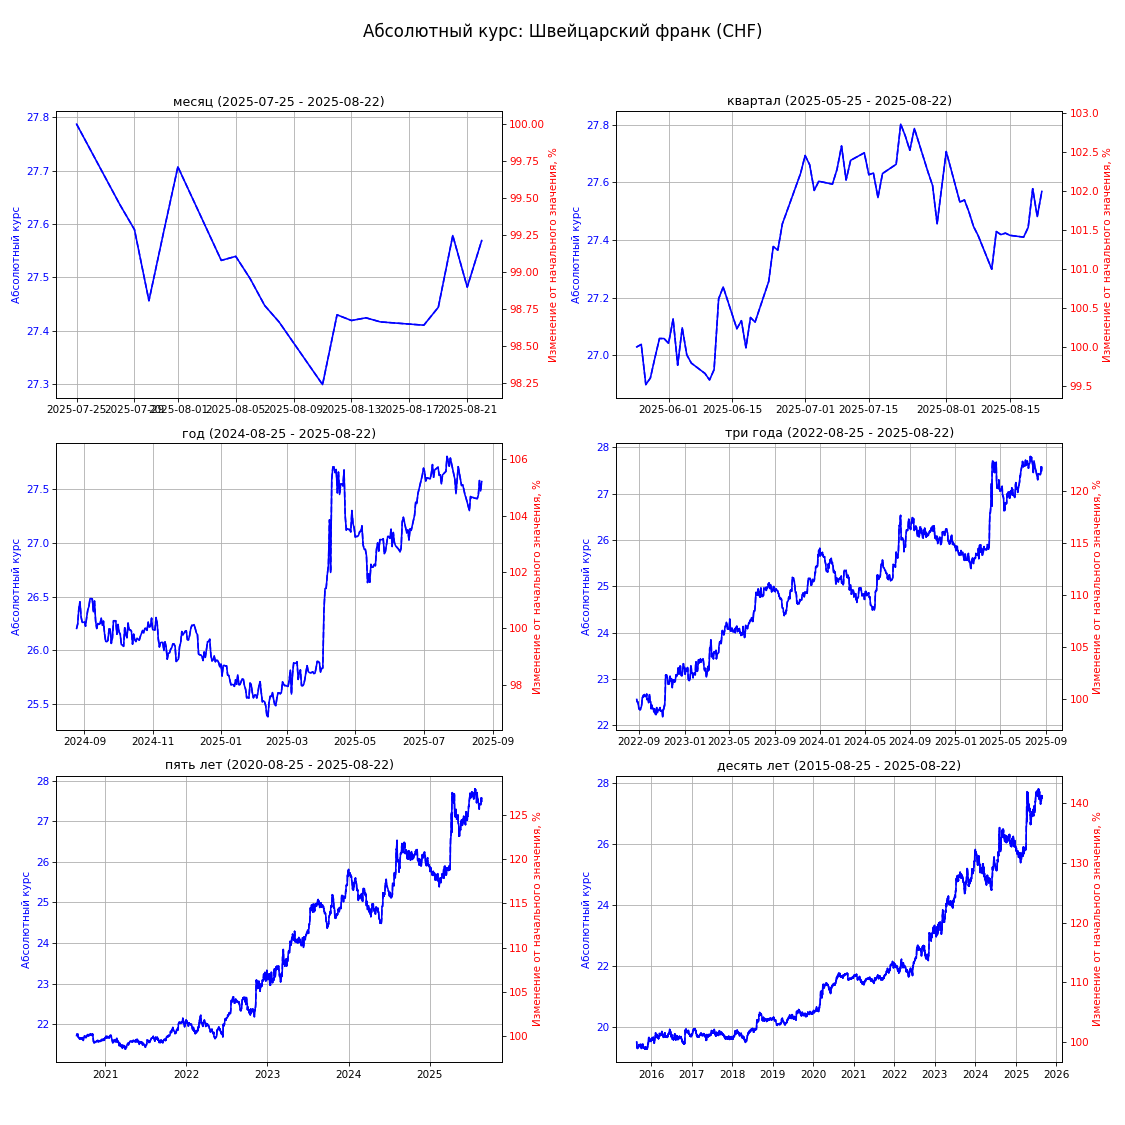 Абсолютный курс: Швейцарский франк (CHF)
месяц (2025-07-25 - 2025-08-22)
27.8
27.7
27.6
27.5
27.4
27.3
Абсолютный курс
100.00
99.75
99.50
99.25
99.00
98.75
98.50
98.25
Изменение от начального значения, %
2025-07-25 2025-07-29 2025-08-01 2025-08-05 2025-08-09 2025-08-13 2025-08-17 2025-08-21
квартал (2025-05-25 - 2025-08-22)
27.8
27.6
27.4
27.2
27.0
Абсолютный курс
103.0
102.5
102.0
101.5
101.0
100.5
100.0
99.5
Изменение от начального значения, %
2025-06-01 2025-06-15 2025-07-01 2025-07-15 2025-08-01 2025-08-15
год (2024-08-25 - 2025-08-22)
27.5
27.0
26.5
26.0
25.5
Абсолютный курс
106
104
102
100
98
Изменение от начального значения, %
2024-09 2024-11 2025-01 2025-03 2025-05 2025-07 2025-09
три года (2022-08-25 - 2025-08-22)
28
27
26
25
24
23
22
Абсолютный курс
120
115
110
105
100
Изменение от начального значения, %
2022-09 2023-01 2023-05 2023-09 2024-01 2024-05 2024-09 2025-01 2025-05 2025-09
пять лет (2020-08-25 - 2025-08-22)
28
27
26
25
24
23
22
Абсолютный курс
125
120
115
110
105
100
Изменение от начального значения, %
2021 2022 2023 2024 2025
десять лет (2015-08-25 - 2025-08-22)
28
26
24
22
20
Абсолютный курс
140
130
120
110
100
Изменение от начального значения, %
2016 2017 2018 2019 2020 2021 2022 2023 2024 2025 2026